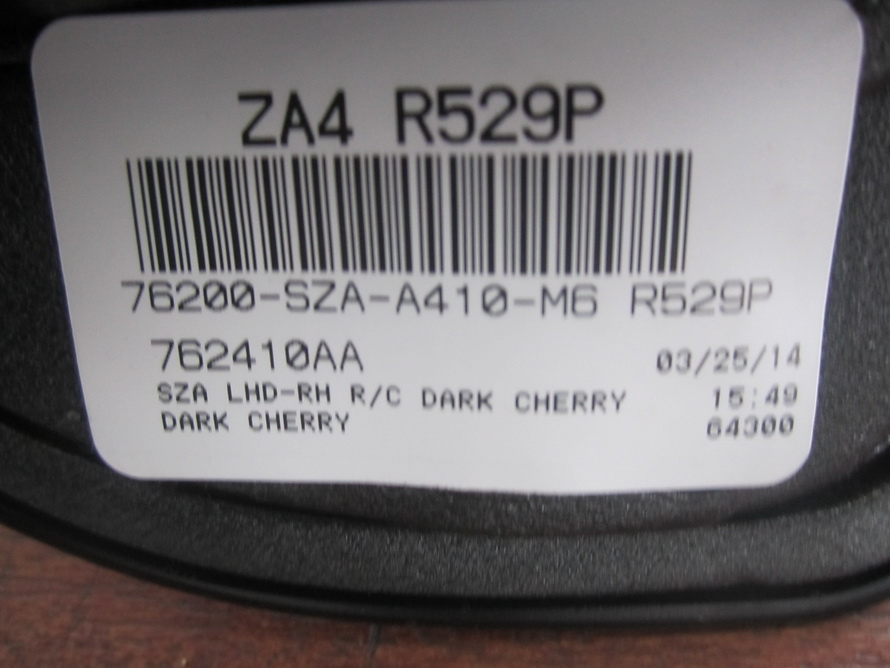 ZA4 R529P
76200-SZA-A410-M6 R529P
762410AA 03/25/14
SZA LHD-RH R/C DARK CHERRY 15:49
DARK CHERRY 64300